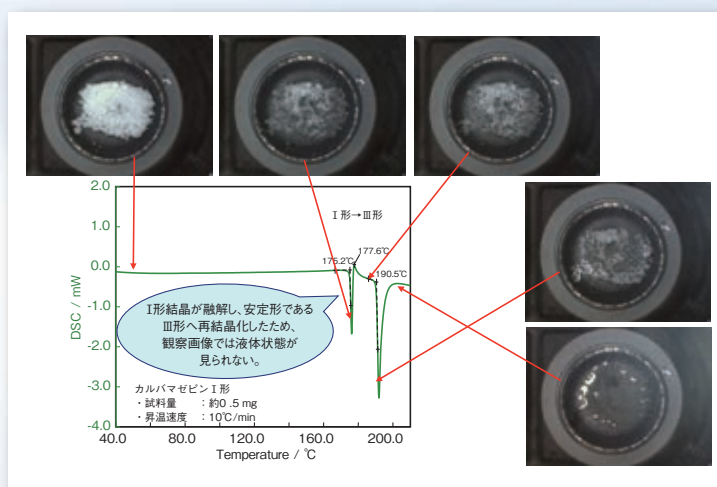 2.0
1.0
0.0
-1.0
-2.0
-3.0
-4.0
DSC / mW
Ⅰ形→Ⅲ形
175.2℃
177.6℃
190.5℃
Ⅰ形結晶が融解し、安定形である
Ⅲ形へ再結晶化したため、
観察画像では液体状態が
見られない。
カルバマゼピンⅠ形
・試料量　：約0.5 mg
・昇温速度　：10℃/min
40.0
80.0
120.0
160.0
200.0
Temperature / ℃